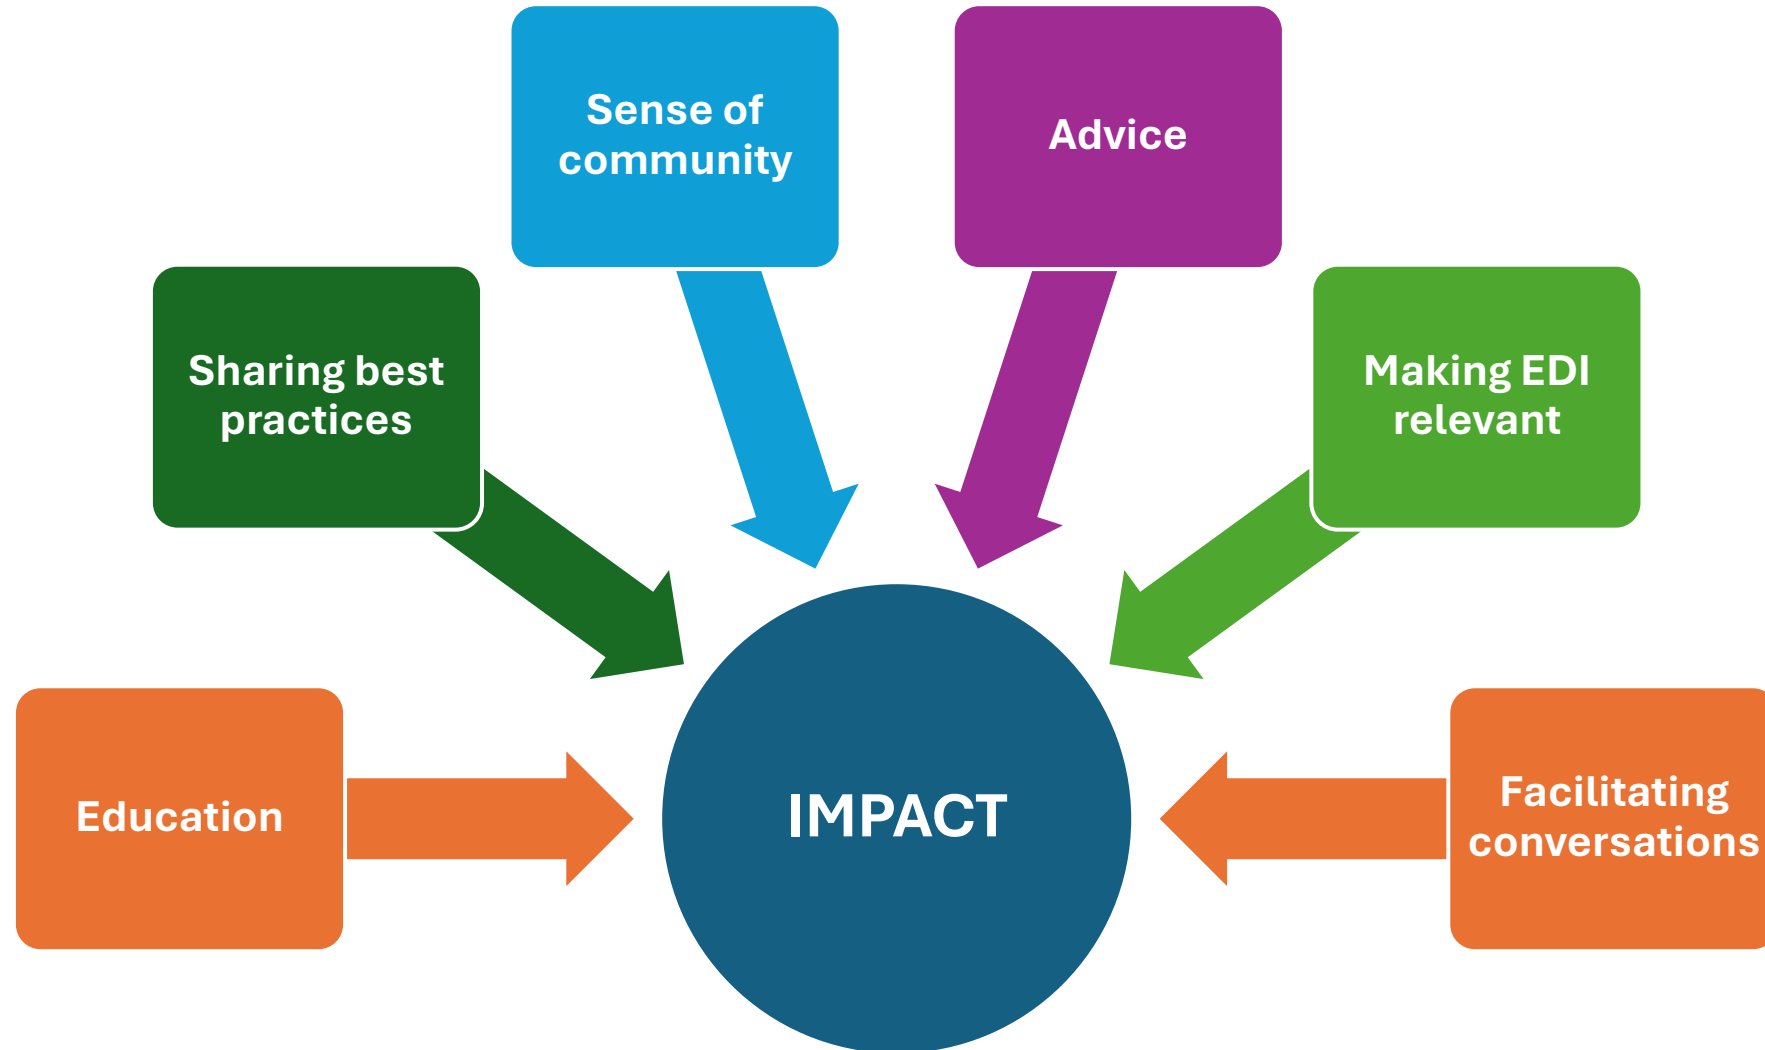 Sense of
community
Advice
Sharing best
practices
Making EDI
relevant
Education
IMPACT
Facilitating
conversations